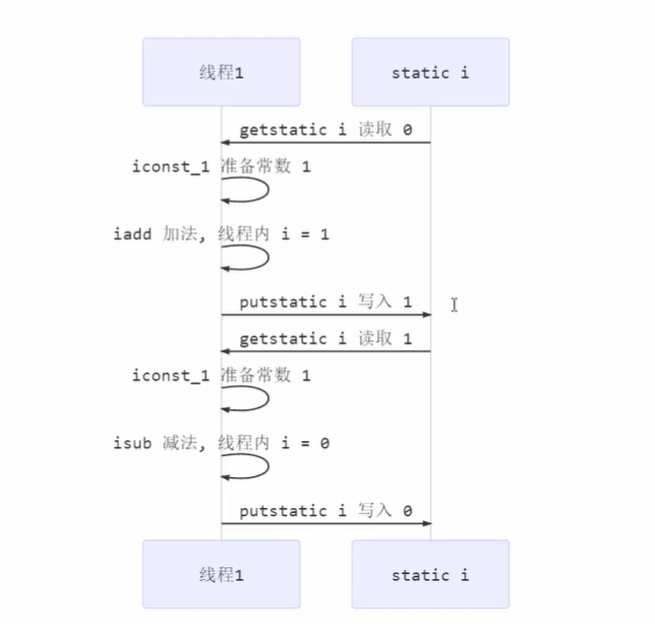 线程1
static i
getstatic i 读取 0
iconst_1 准备常数 1
iadd 加法, 线程内 i = 1
putstatic i 写入 1
getstatic i 读取 1
iconst_1 准备常数 1
isub 减法, 线程内 i = 0
putstatic i 写入 0
线程1
static i